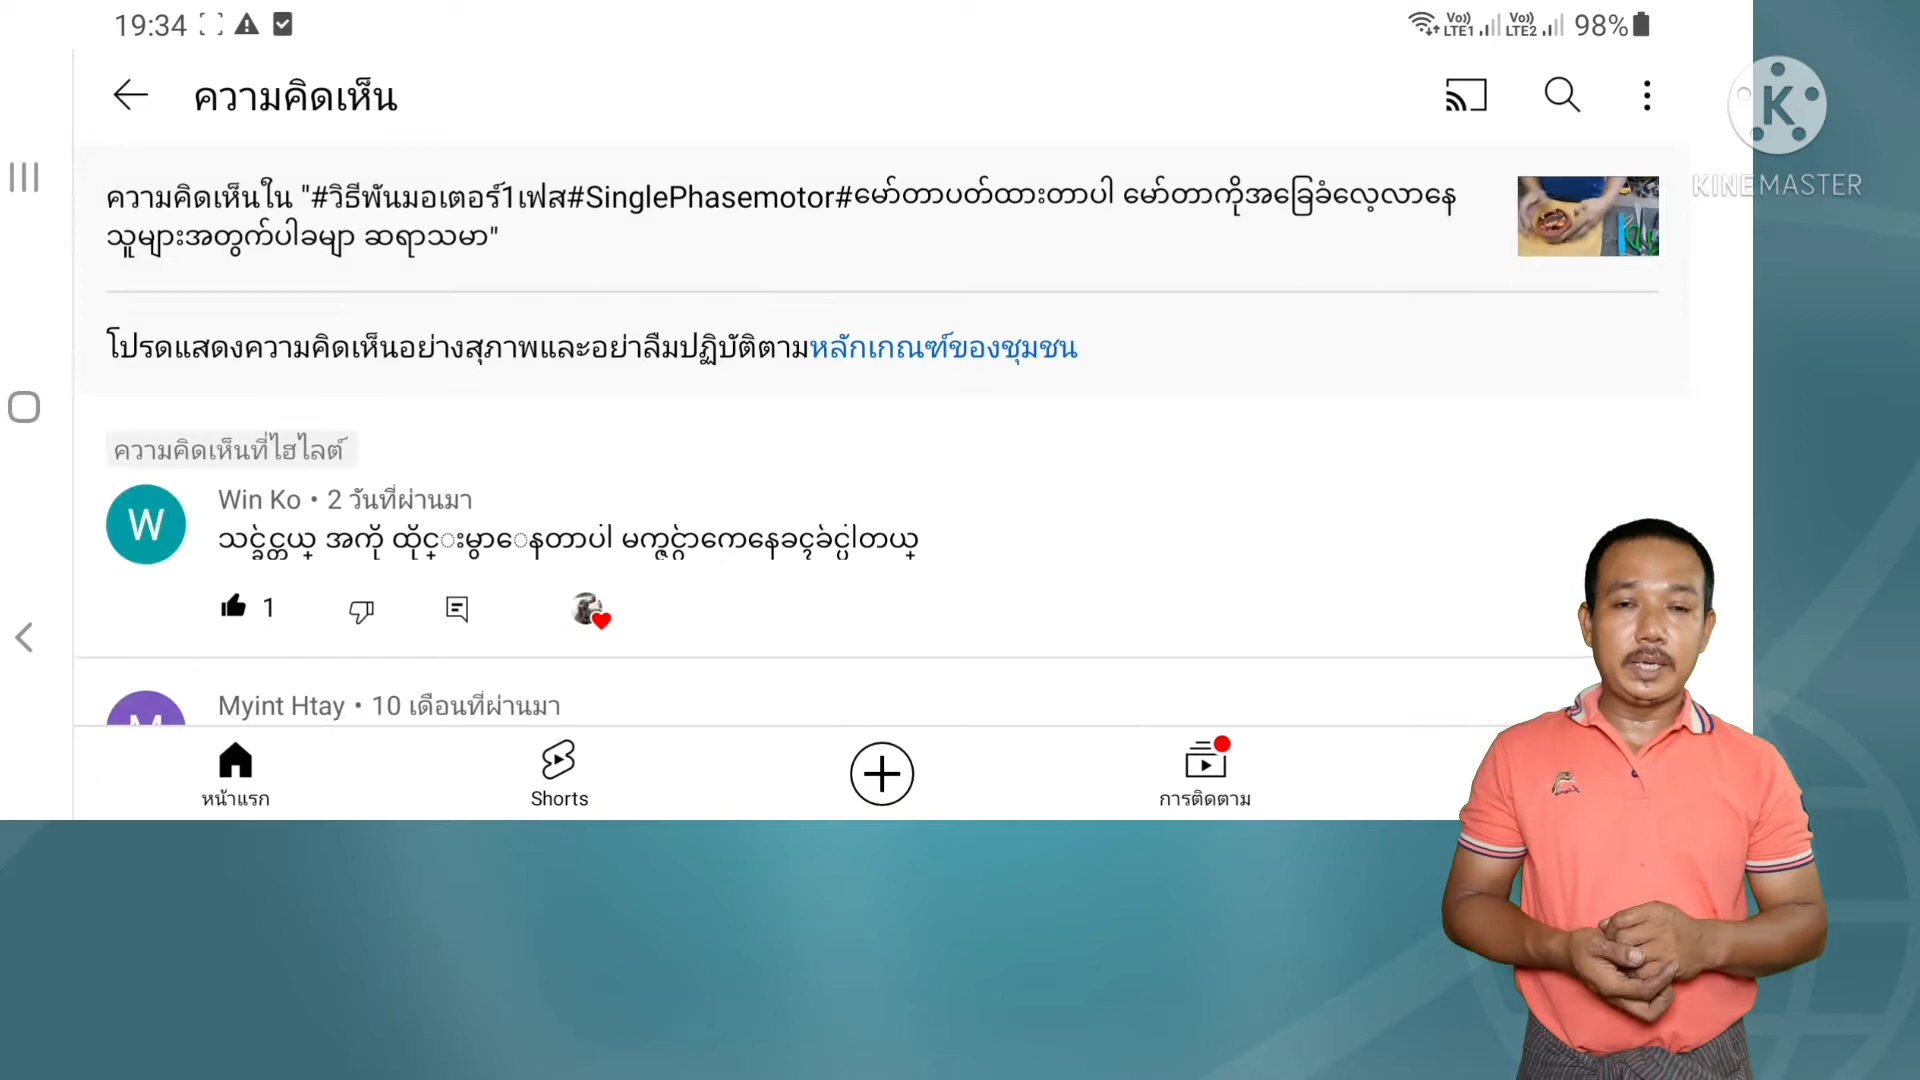 19:34
Vo)) LTE1 Vo)) LTE2 98%
ความคิดเห็น
K
KINEMASTER
ความคิดเห็นใน "#วิธีพันมอเตอร์1เฟส#SinglePhasemotor#မော်တာပတ်ထားတာပါ မော်တာကိုအခြေခံလေ့လာနေ
သူများအတွက်ပါခမျာ ဆရာသမာ"
โปรดแสดงความคิดเห็นอย่างสุภาพและอย่าลืมปฏิบัติตามหลักเกณฑ์ของชุมชน
ความคิดเห็นที่ไฮไลต์
W
Win Ko • 2 วันที่ผ่านมา
1
M
Myint Htay • 10 เดือนที่ผ่านมา
หน้าแรก
Shorts
การติดตาม